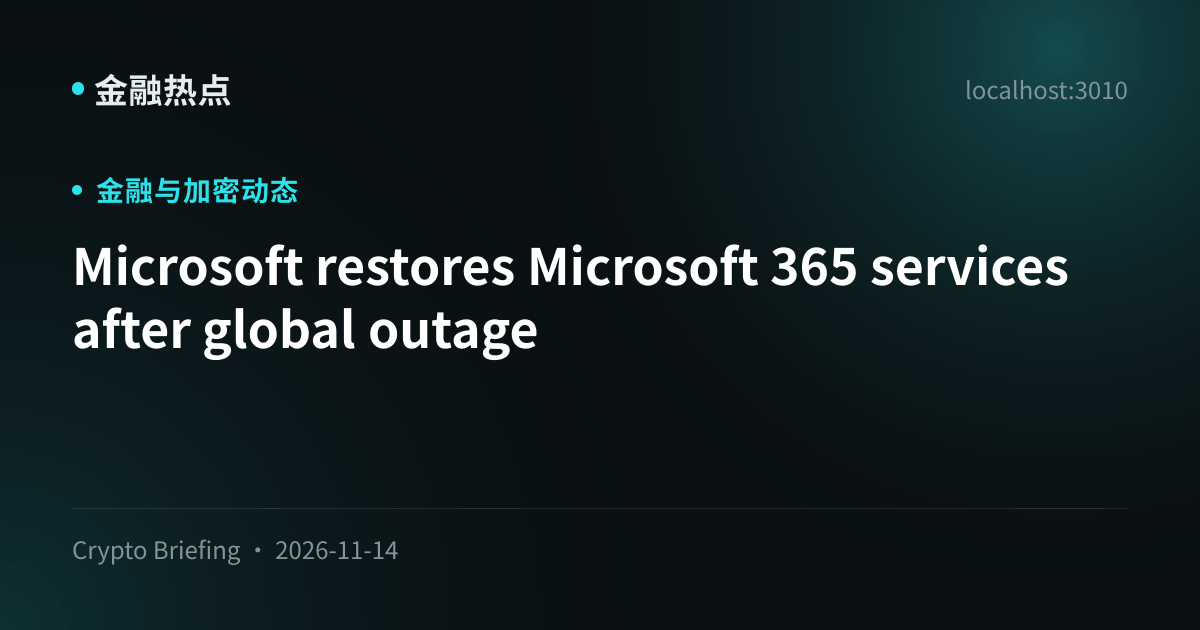 金融热点
localhost:3010
金融与加密动态
Microsoft restores Microsoft 365 services
after global outage
Crypto Briefing • 2026-11-14